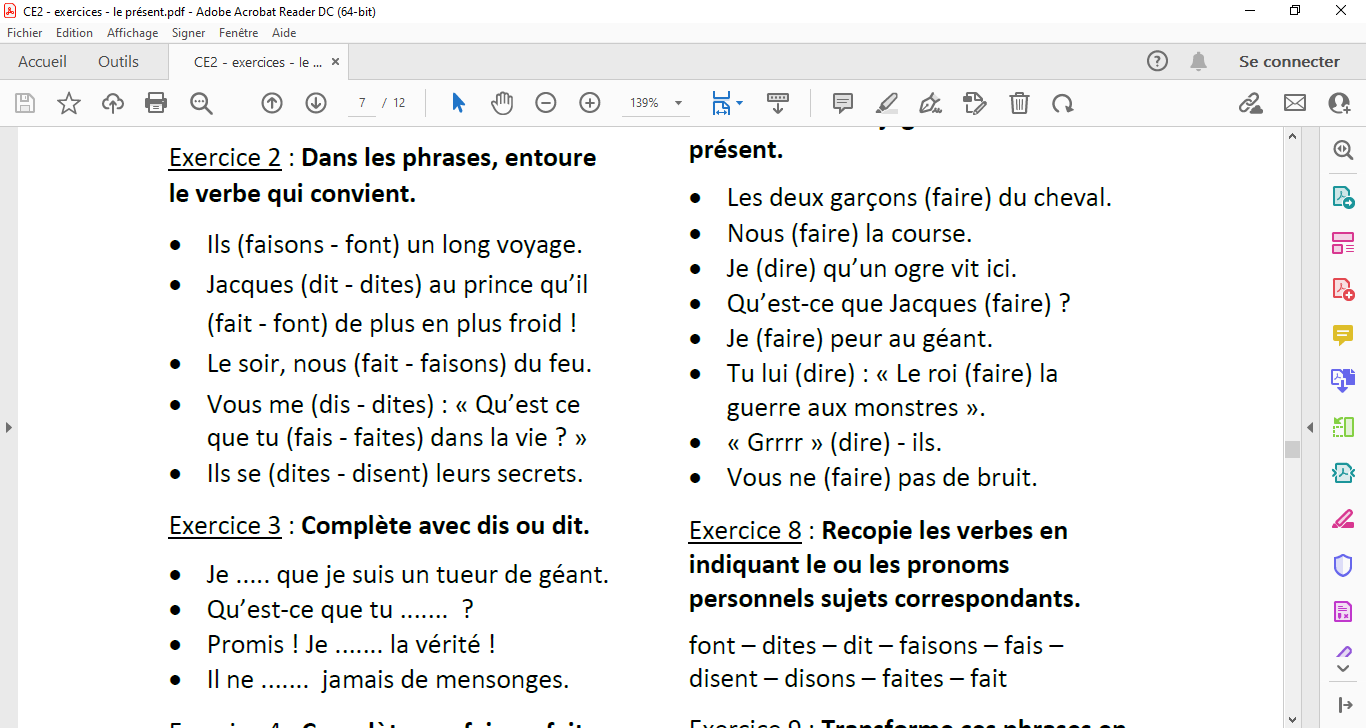 CE2 - exercices - le présent.pdf - Adobe Acrobat Reader DC (64-bit)
Fichier Edition Affichage Signer Fenêtre Aide
Accueil Outils CE2 - exercices - le ... × Se connecter
7 / 12 139%
Exercice 2 : Dans les phrases, entoure
le verbe qui convient.
• Ils (faisons - font) un long voyage.
• Jacques (dit - dites) au prince qu’il
(fait - font) de plus en plus froid !
• Le soir, nous (fait - faisons) du feu.
• Vous me (dis - dites) : « Qu’est ce
que tu (fais - faites) dans la vie ? »
• Ils se (dites - disent) leurs secrets.
Exercice 3 : Complète avec dis ou dit.
• Je ..... que je suis un tueur de géant.
• Qu’est-ce que tu ....... ?
• Promis ! Je ....... la vérité !
• Il ne ....... jamais de mensonges.
présent.
• Les deux garçons (faire) du cheval.
• Nous (faire) la course.
• Je (dire) qu’un ogre vit ici.
• Qu’est-ce que Jacques (faire) ?
• Je (faire) peur au géant.
• Tu lui (dire) : « Le roi (faire) la
guerre aux monstres ».
• « Grrrr » (dire) - ils.
• Vous ne (faire) pas de bruit.
Exercice 8 : Recopie les verbes en
indiquant le ou les pronoms
personnels sujets correspondants.
font – dites – dit – faisons – fais –
disent – disons – faites – fait
Exercice 9 : Transforme ces phrases en